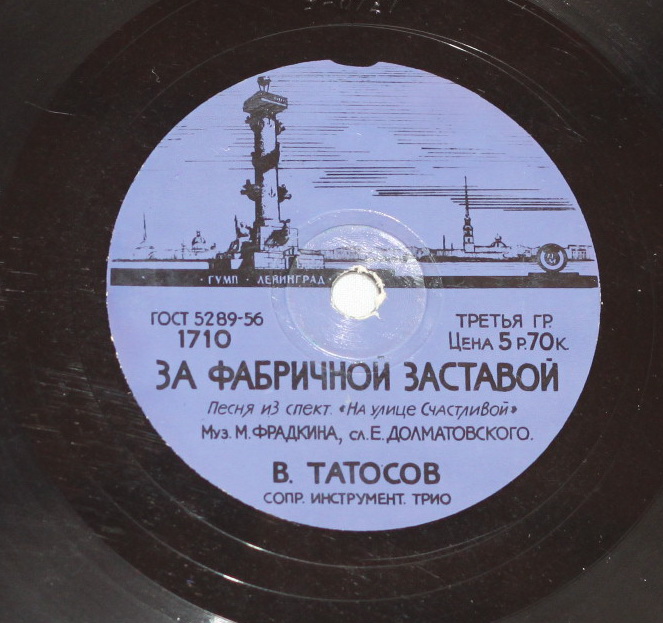 · ГУМП · ЛЕНИНГРАД ·
ГОСТ 5289-56
1710
ТРЕТЬЯ ГР.
ЦЕНА 5 Р. 70 К.
ЗА ФАБРИЧНОЙ ЗАСТАВОЙ
Песня из спект. «На улице Счастливой»
Муз. М. ФРАДКИНА, сл. Е. ДОЛМАТОВСКОГО.
В. ТАТОСОВ
СОПР. ИНСТРУМЕНТ. ТРИО